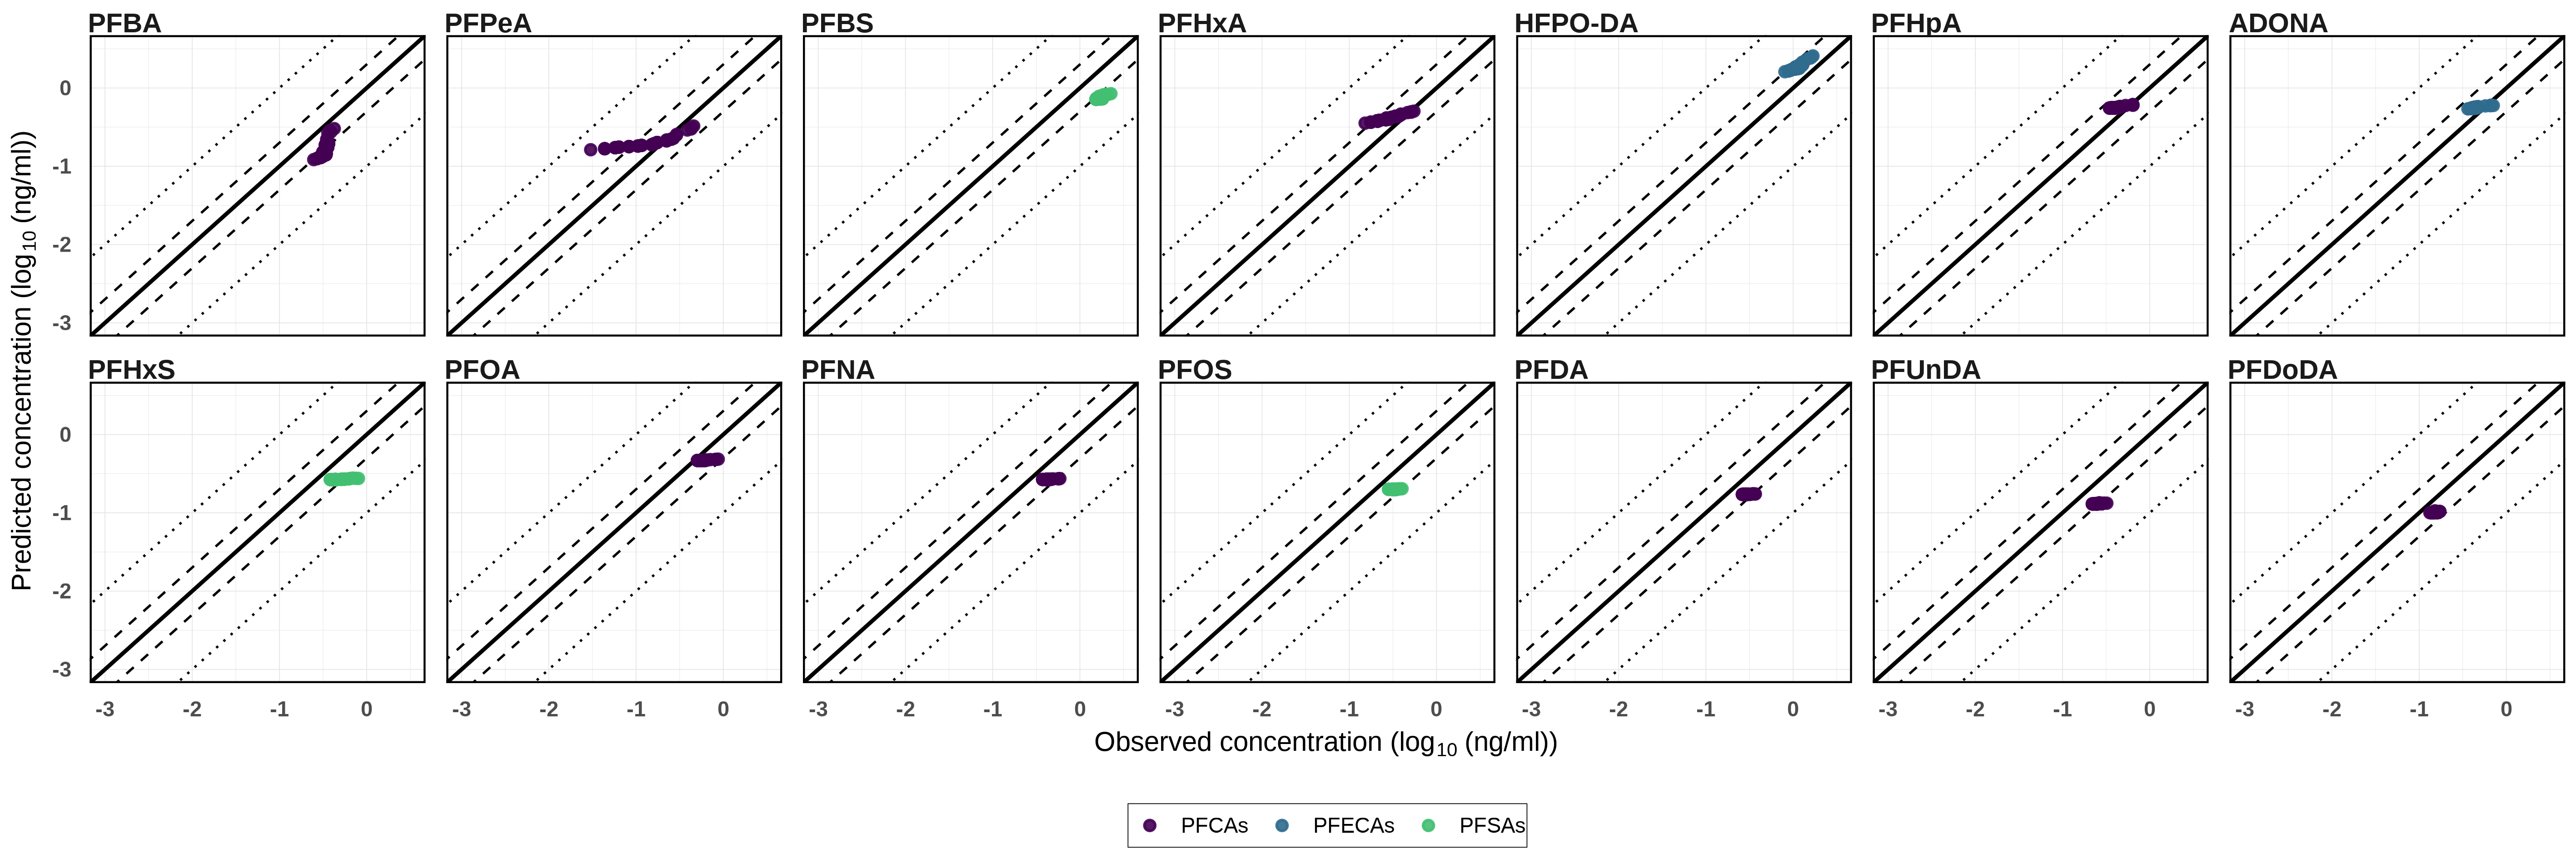 PFBA PFPeA PFBS PFHxA HFPO-DA PFHpA ADONA
0
-1
-2
-3
Predicted concentration (log10 (ng/ml))
PFHxS PFOA PFNA PFOS PFDA PFUnDA PFDoDA
0
-1
-2
-3
-3 -2 -1 0 -3 -2 -1 0 -3 -2 -1 0 -3 -2 -1 0 -3 -2 -1 0 -3 -2 -1 0 -3 -2 -1 0
Observed concentration (log10 (ng/ml))
PFCAs PFECAs PFSAs